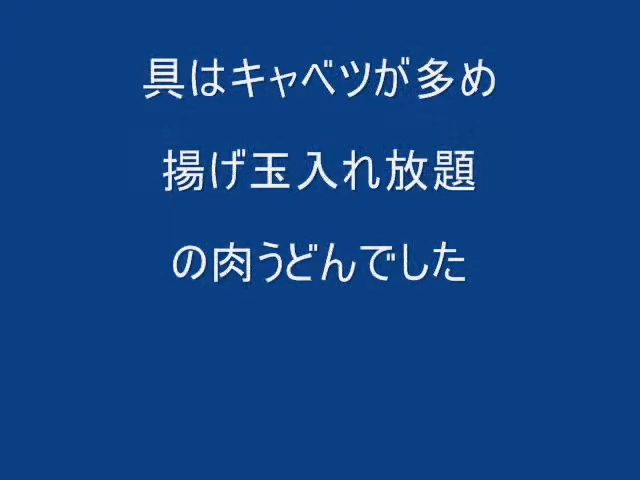 具はキャベツが多め
揚げ玉入れ放題
の肉うどんでした